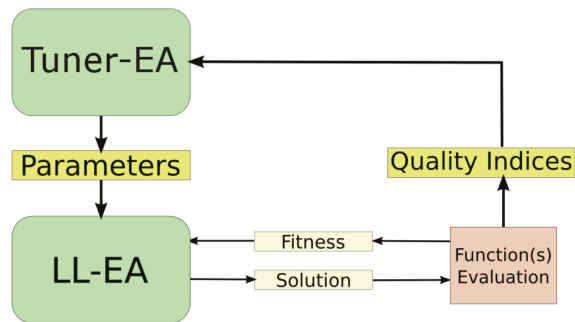 Tuner-EA
Parameters
Quality Indices
LL-EA
Fitness
Solution
Function(s)
Evaluation